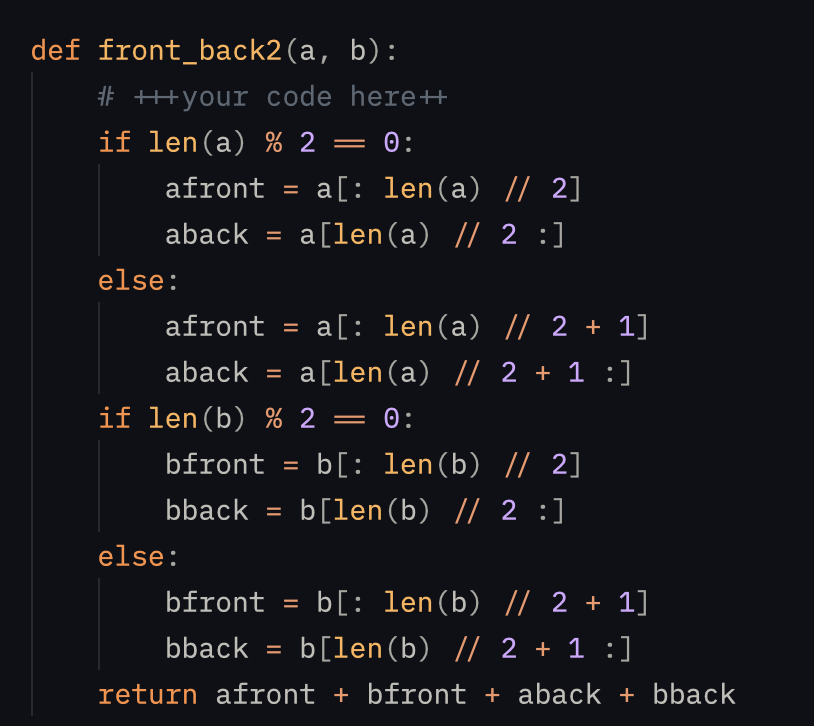 def front_back2(a, b):
    # +++your code here++
    if len(a) % 2 == 0:
        afront = a[: len(a) // 2]
        aback = a[len(a) // 2 :]
    else:
        afront = a[: len(a) // 2 + 1]
        aback = a[len(a) // 2 + 1 :]
    if len(b) % 2 == 0:
        bfront = b[: len(b) // 2]
        bback = b[len(b) // 2 :]
    else:
        bfront = b[: len(b) // 2 + 1]
        bback = b[len(b) // 2 + 1 :]
    return afront + bfront + aback + bback